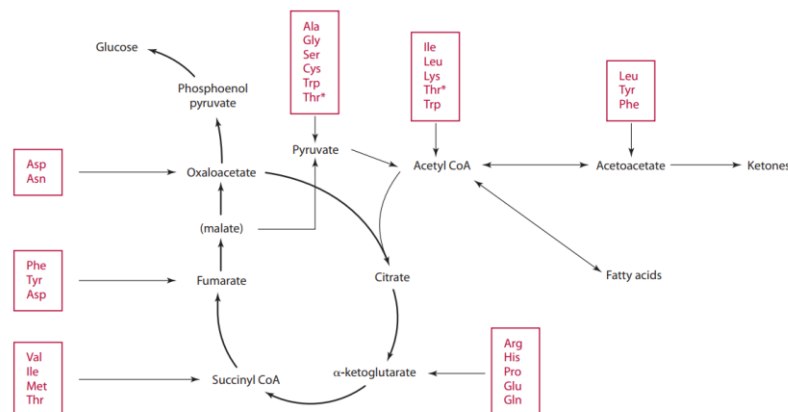 Ala
Gly
Ser
Cys
Trp
Thr*
Ile
Leu
Lys
Thr*
Trp
Leu
Tyr
Phe
Glucose
Phosphoenol
pyruvate
Pyruvate
Asp
Asn
Oxaloacetate
Acetyl CoA
Acetoacetate
Ketones
(malate)
Phe
Tyr
Asp
Fumarate
Citrate
Fatty acids
Val
Ile
Met
Thr
Succinyl CoA
α-ketoglutarate
Arg
His
Pro
Glu
Gln